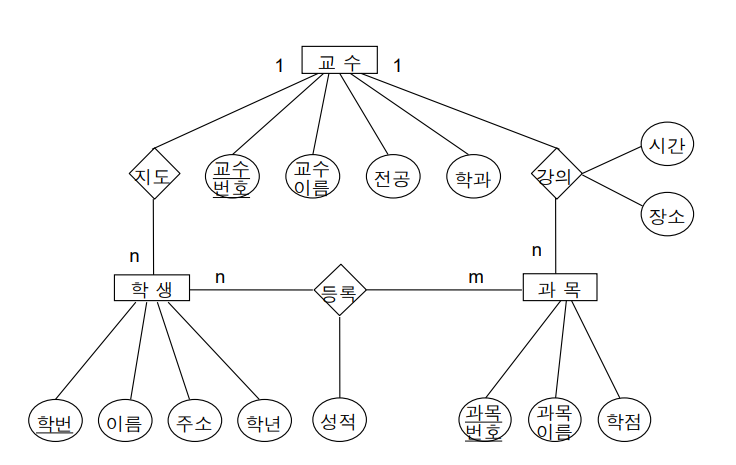 1 교 수 1
시간
지도
교수
번호
교수
이름
전공
학과
강의
장소
n
n
학 생
n
등록
m
과 목
학번
이름
주소
학년
성적
과목
번호
과목
이름
학점